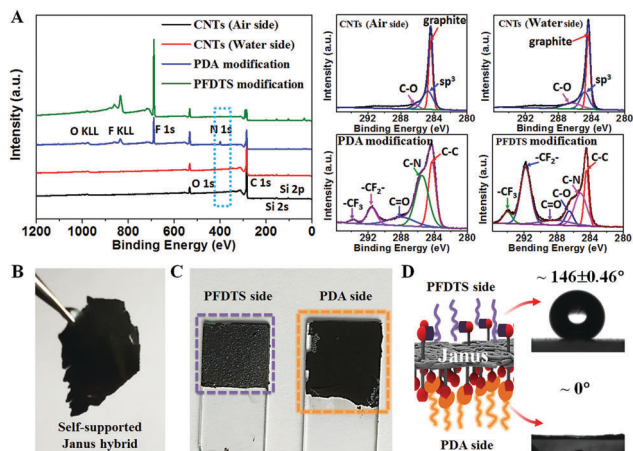 A
CNTs (Air side)
CNTs (Water side)
PDA modification
PFDTS modification
Intensity (a.u.)
O KLL
F KLL
F 1s
N 1s
O 1s
C 1s
Si 2p
Si 2s
1200 1000 800 600 400 200 0
Binding Energy (eV)
CNTs (Air side)
graphite
sp³
C-O
Intensity (a.u.)
292 288 284 280
Binding Energy (eV)
CNTs (Water side)
graphite
sp³
C-O
Intensity (a.u.)
292 288 284 280
Binding Energy (eV)
PDA modification
C-N
C-C
-CF₂-
-CF₃
C=O
Intensity (a.u.)
292 288 284 280
Binding Energy (eV)
PFDTS modification
-CF₂-
C-C
C-N
C-O
-CF₃
C=O
Intensity (a.u.)
292 288 284 280
Binding Energy (eV)
B
Self-supported
Janus hybrid
C
PFDTS side
PDA side
D
PFDTS side
~ 146±0.46°
Janus
~ 0°
PDA side